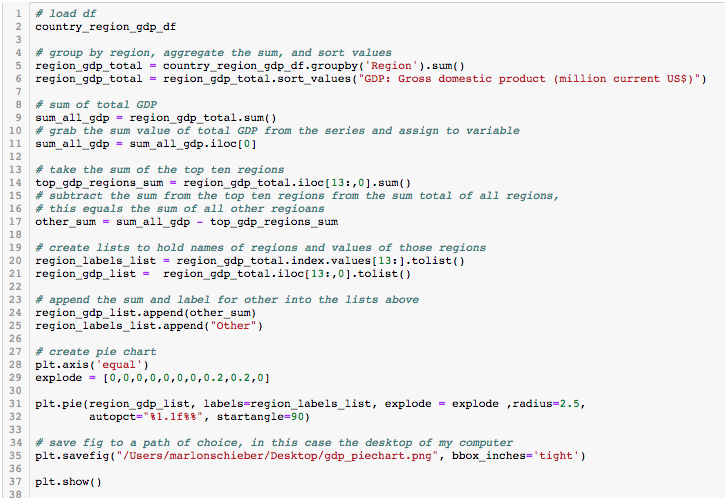 1 # load df
2 country_region_gdp_df
3
4 # group by region, aggregate the sum, and sort values
5 region_gdp_total = country_region_gdp_df.groupby('Region').sum()
6 region_gdp_total = region_gdp_total.sort_values("GDP: Gross domestic product (million current US$)")
7
8 # sum of total GDP
9 sum_all_gdp = region_gdp_total.sum()
10 # grab the sum value of total GDP from the series and assign to variable
11 sum_all_gdp = sum_all_gdp.iloc[0]
12
13 # take the sum of the top ten regions
14 top_gdp_regions_sum = region_gdp_total.iloc[13:,0].sum()
15 # subtract the sum from the top ten regions from the sum total of all regions,
16 # this equals the sum of all other regioans
17 other_sum = sum_all_gdp - top_gdp_regions_sum
18
19 # create lists to hold names of regions and values of those regions
20 region_labels_list = region_gdp_total.index.values[13:].tolist()
21 region_gdp_list =  region_gdp_total.iloc[13:,0].tolist()
22
23 # append the sum and label for other into the lists above
24 region_gdp_list.append(other_sum)
25 region_labels_list.append("Other")
26
27 # create pie chart
28 plt.axis('equal')
29 explode = [0,0,0,0,0,0,0,0.2,0.2,0]
30
31 plt.pie(region_gdp_list, labels=region_labels_list, explode = explode ,radius=2.5,
32         autopct="%1.1f%%", startangle=90)
33
34 # save fig to a path of choice, in this case the desktop of my computer
35 plt.savefig("/Users/marlonschieber/Desktop/gdp_piechart.png", bbox_inches='tight')
36
37 plt.show()
38